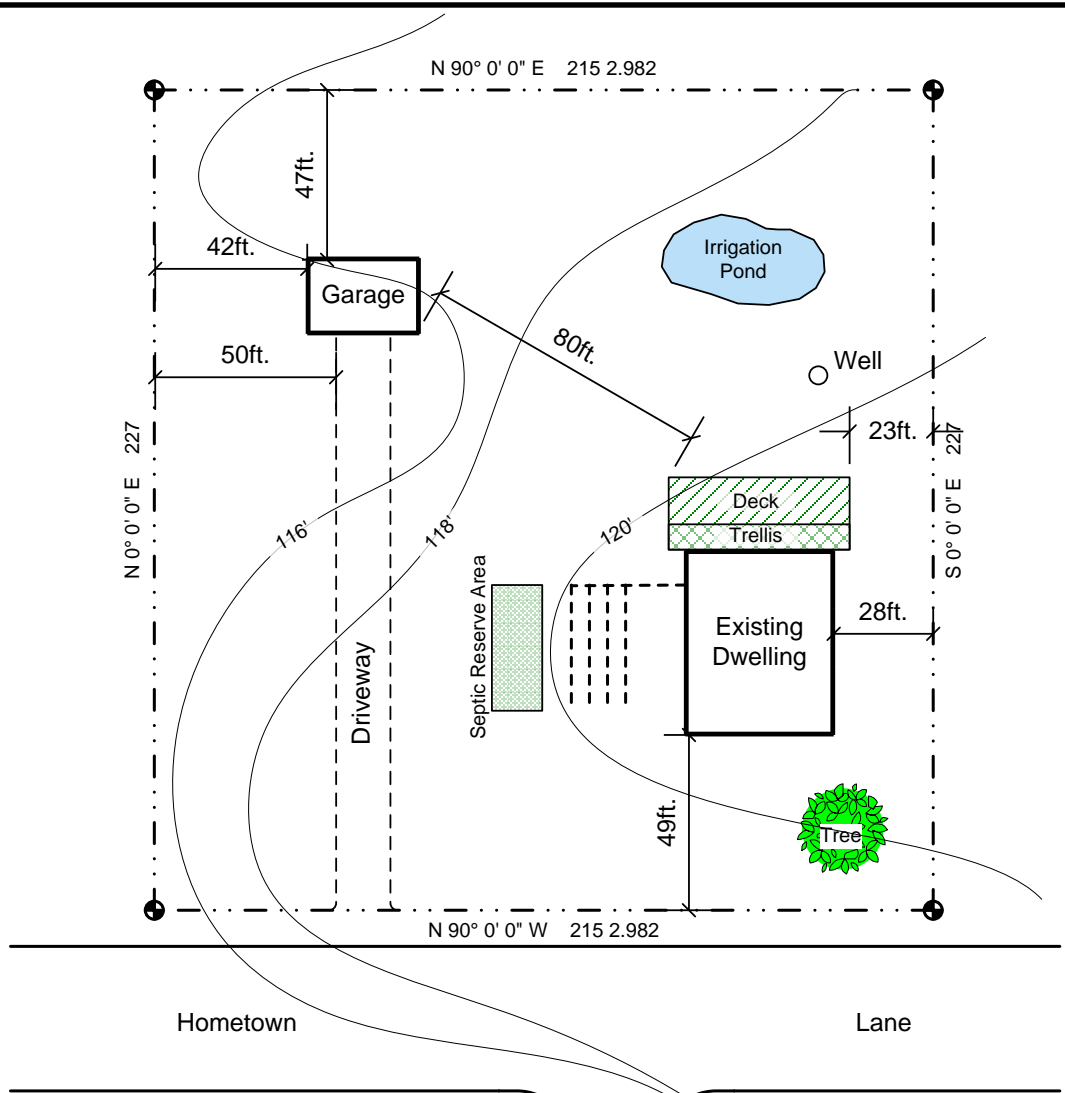 N 90° 0' 0" E 215 2.982
47ft.
42ft.
Garage
Irrigation
Pond
50ft.
80ft.
Well
23ft.
N 0° 0' 0" E 227
S 0° 0' 0" E 227
Deck
Trellis
116'
118'
120'
Septic Reserve Area
Existing
Dwelling
28ft.
Driveway
49ft.
Tree
N 90° 0' 0" W 215 2.982
Hometown Lane